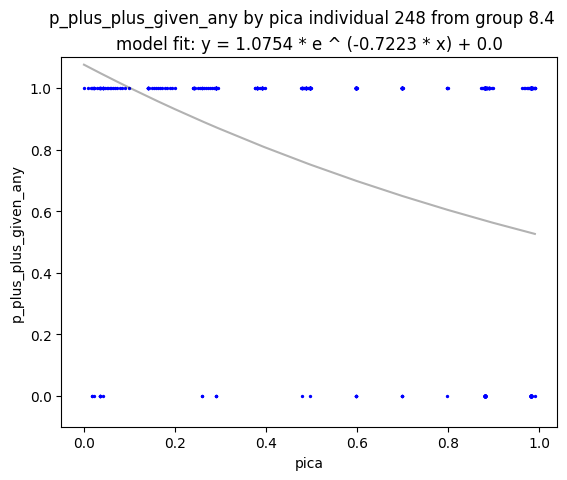 p_plus_plus_given_any by pica individual 248 from group 8.4
model fit: y = 1.0754 * e ^ (-0.7223 * x) + 0.0
1.0
0.8
0.6
0.4
0.2
0.0
p_plus_plus_given_any
0.0 0.2 0.4 0.6 0.8 1.0
pica